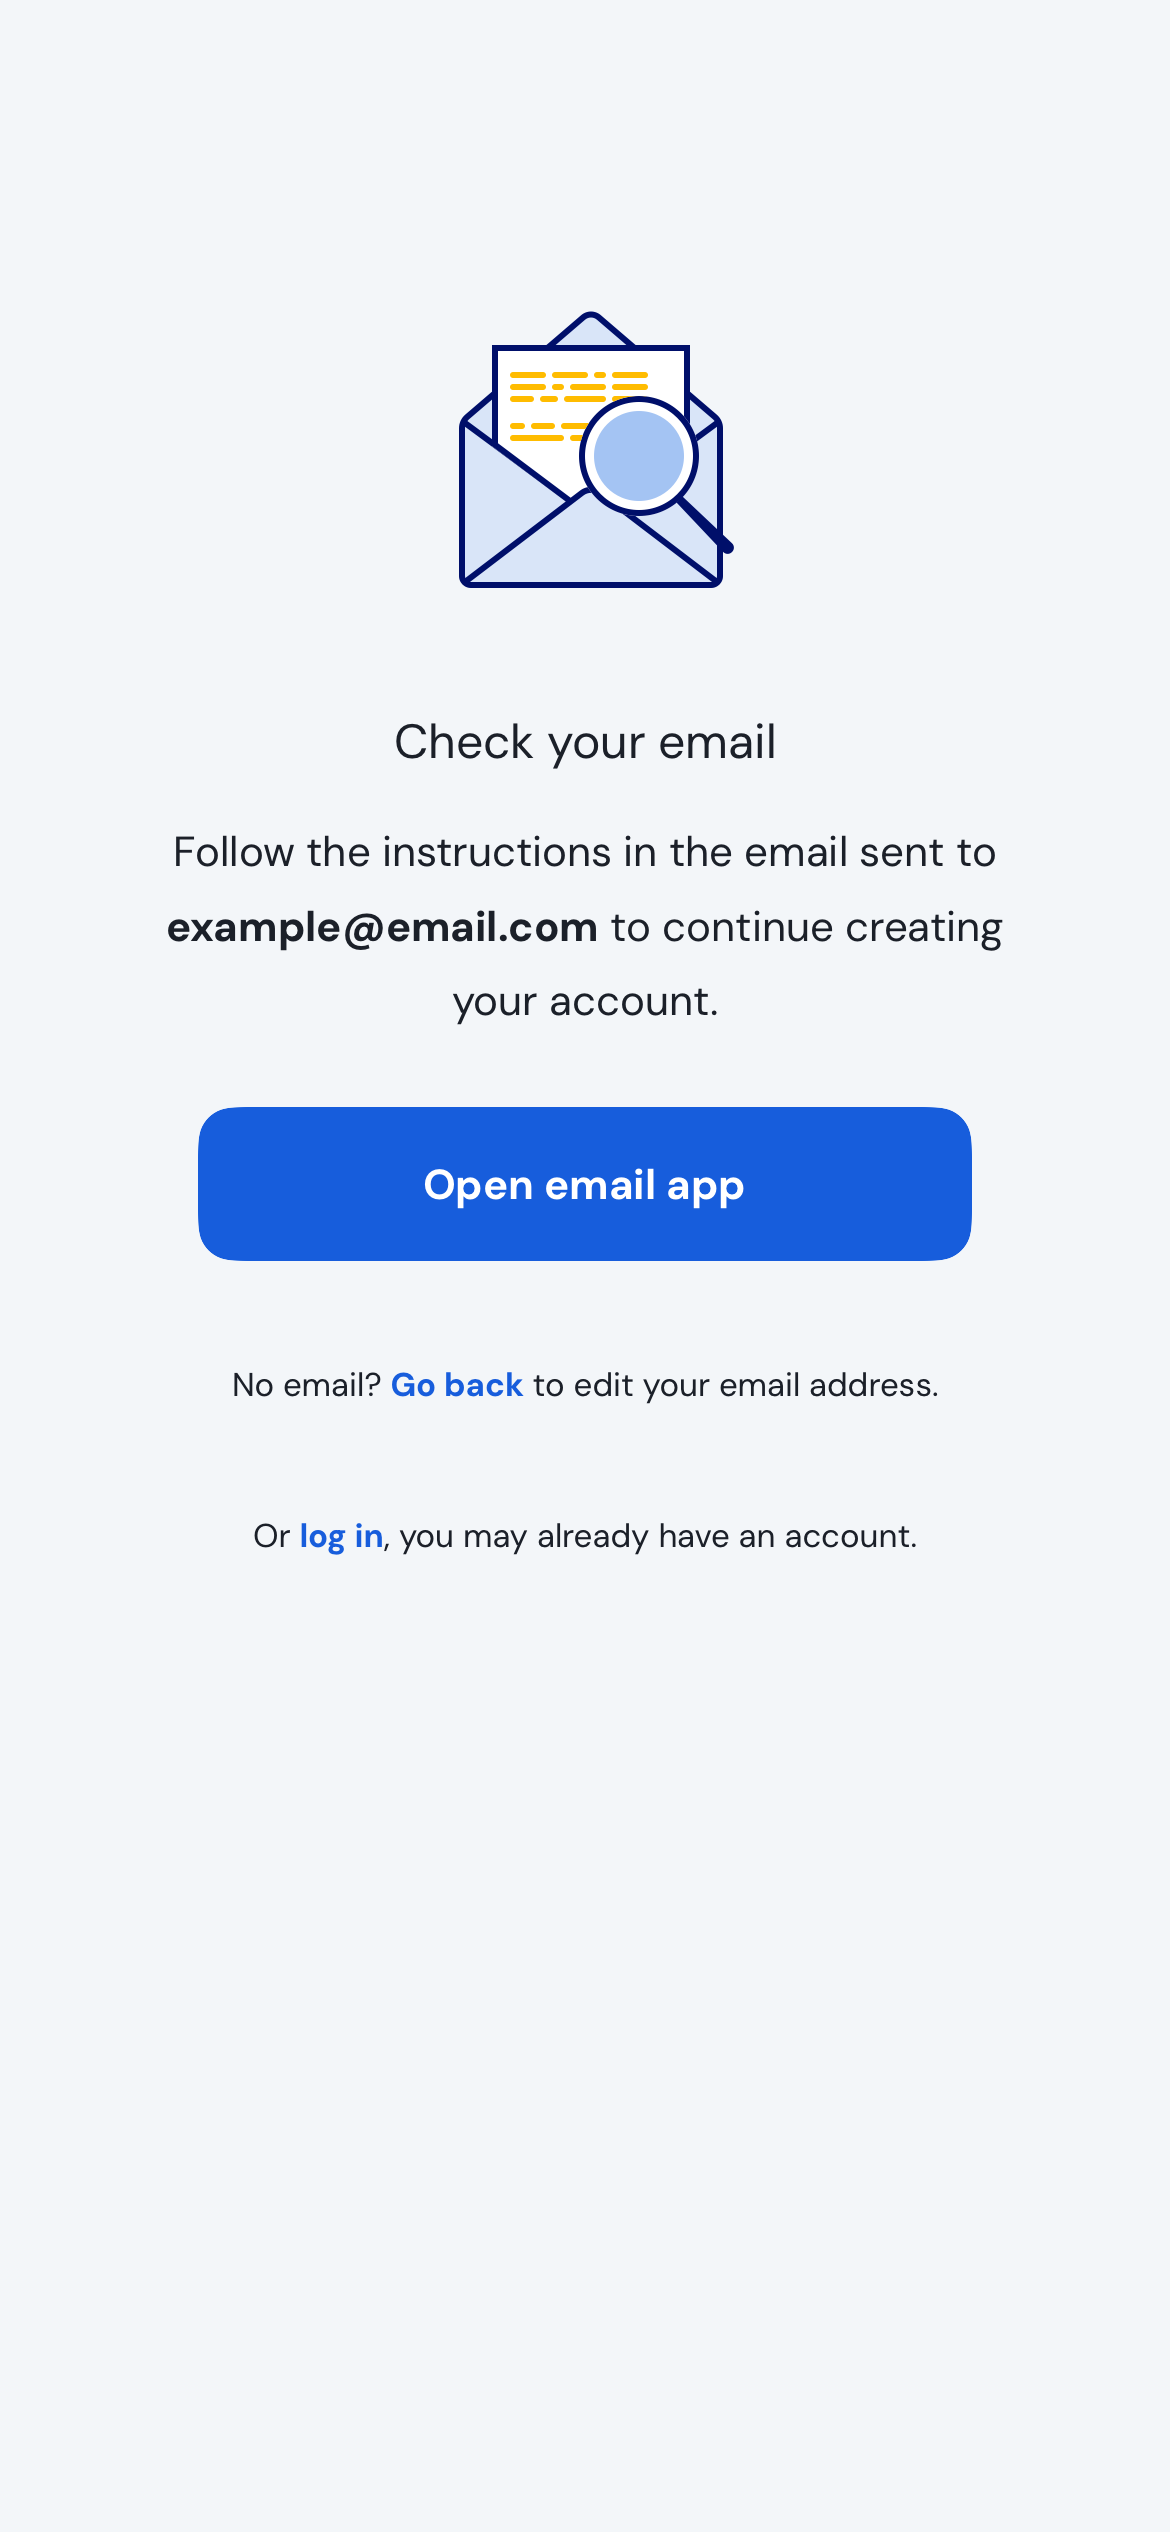 Check your email
Follow the instructions in the email sent to
example@email.com to continue creating
your account.
Open email app
No email? Go back to edit your email address.
Or log in, you may already have an account.